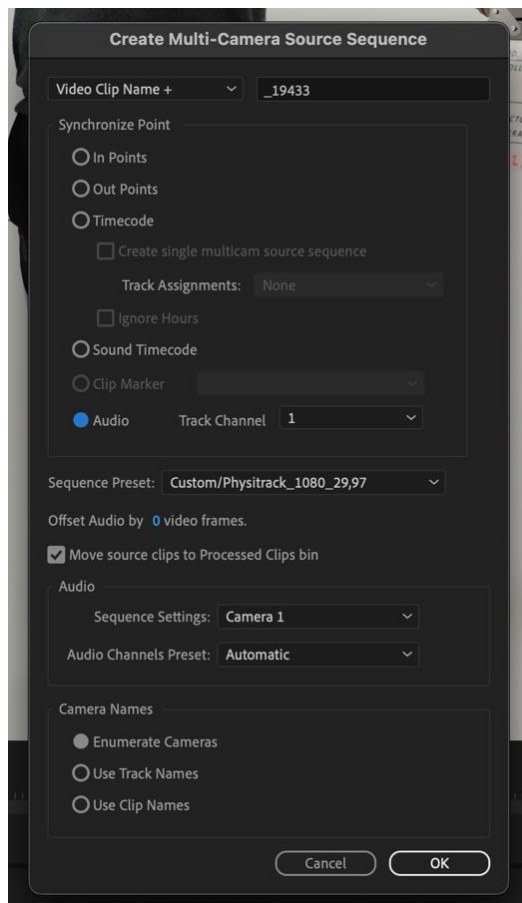 Create Multi-Camera Source Sequence
Video Clip Name + _19433
Synchronize Point
In Points
Out Points
Timecode
Create single multicam source sequence
Track Assignments: None
Ignore Hours
Sound Timecode
Clip Marker
Audio Track Channel 1
Sequence Preset: Custom/Physitrack_1080_29,97
Offset Audio by 0 video frames.
Move source clips to Processed Clips bin
Audio
Sequence Settings: Camera 1
Audio Channels Preset: Automatic
Camera Names
Enumerate Cameras
Use Track Names
Use Clip Names
Cancel OK